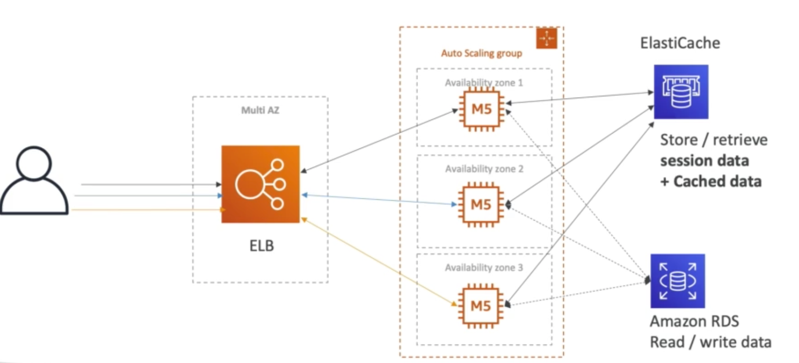 ElastiCache
Auto Scaling group
Availability zone 1
M5
Multi AZ
Store / retrieve
session data
+ Cached data
Availability zone 2
M5
ELB
Availability zone 3
M5
Amazon RDS
Read / write data